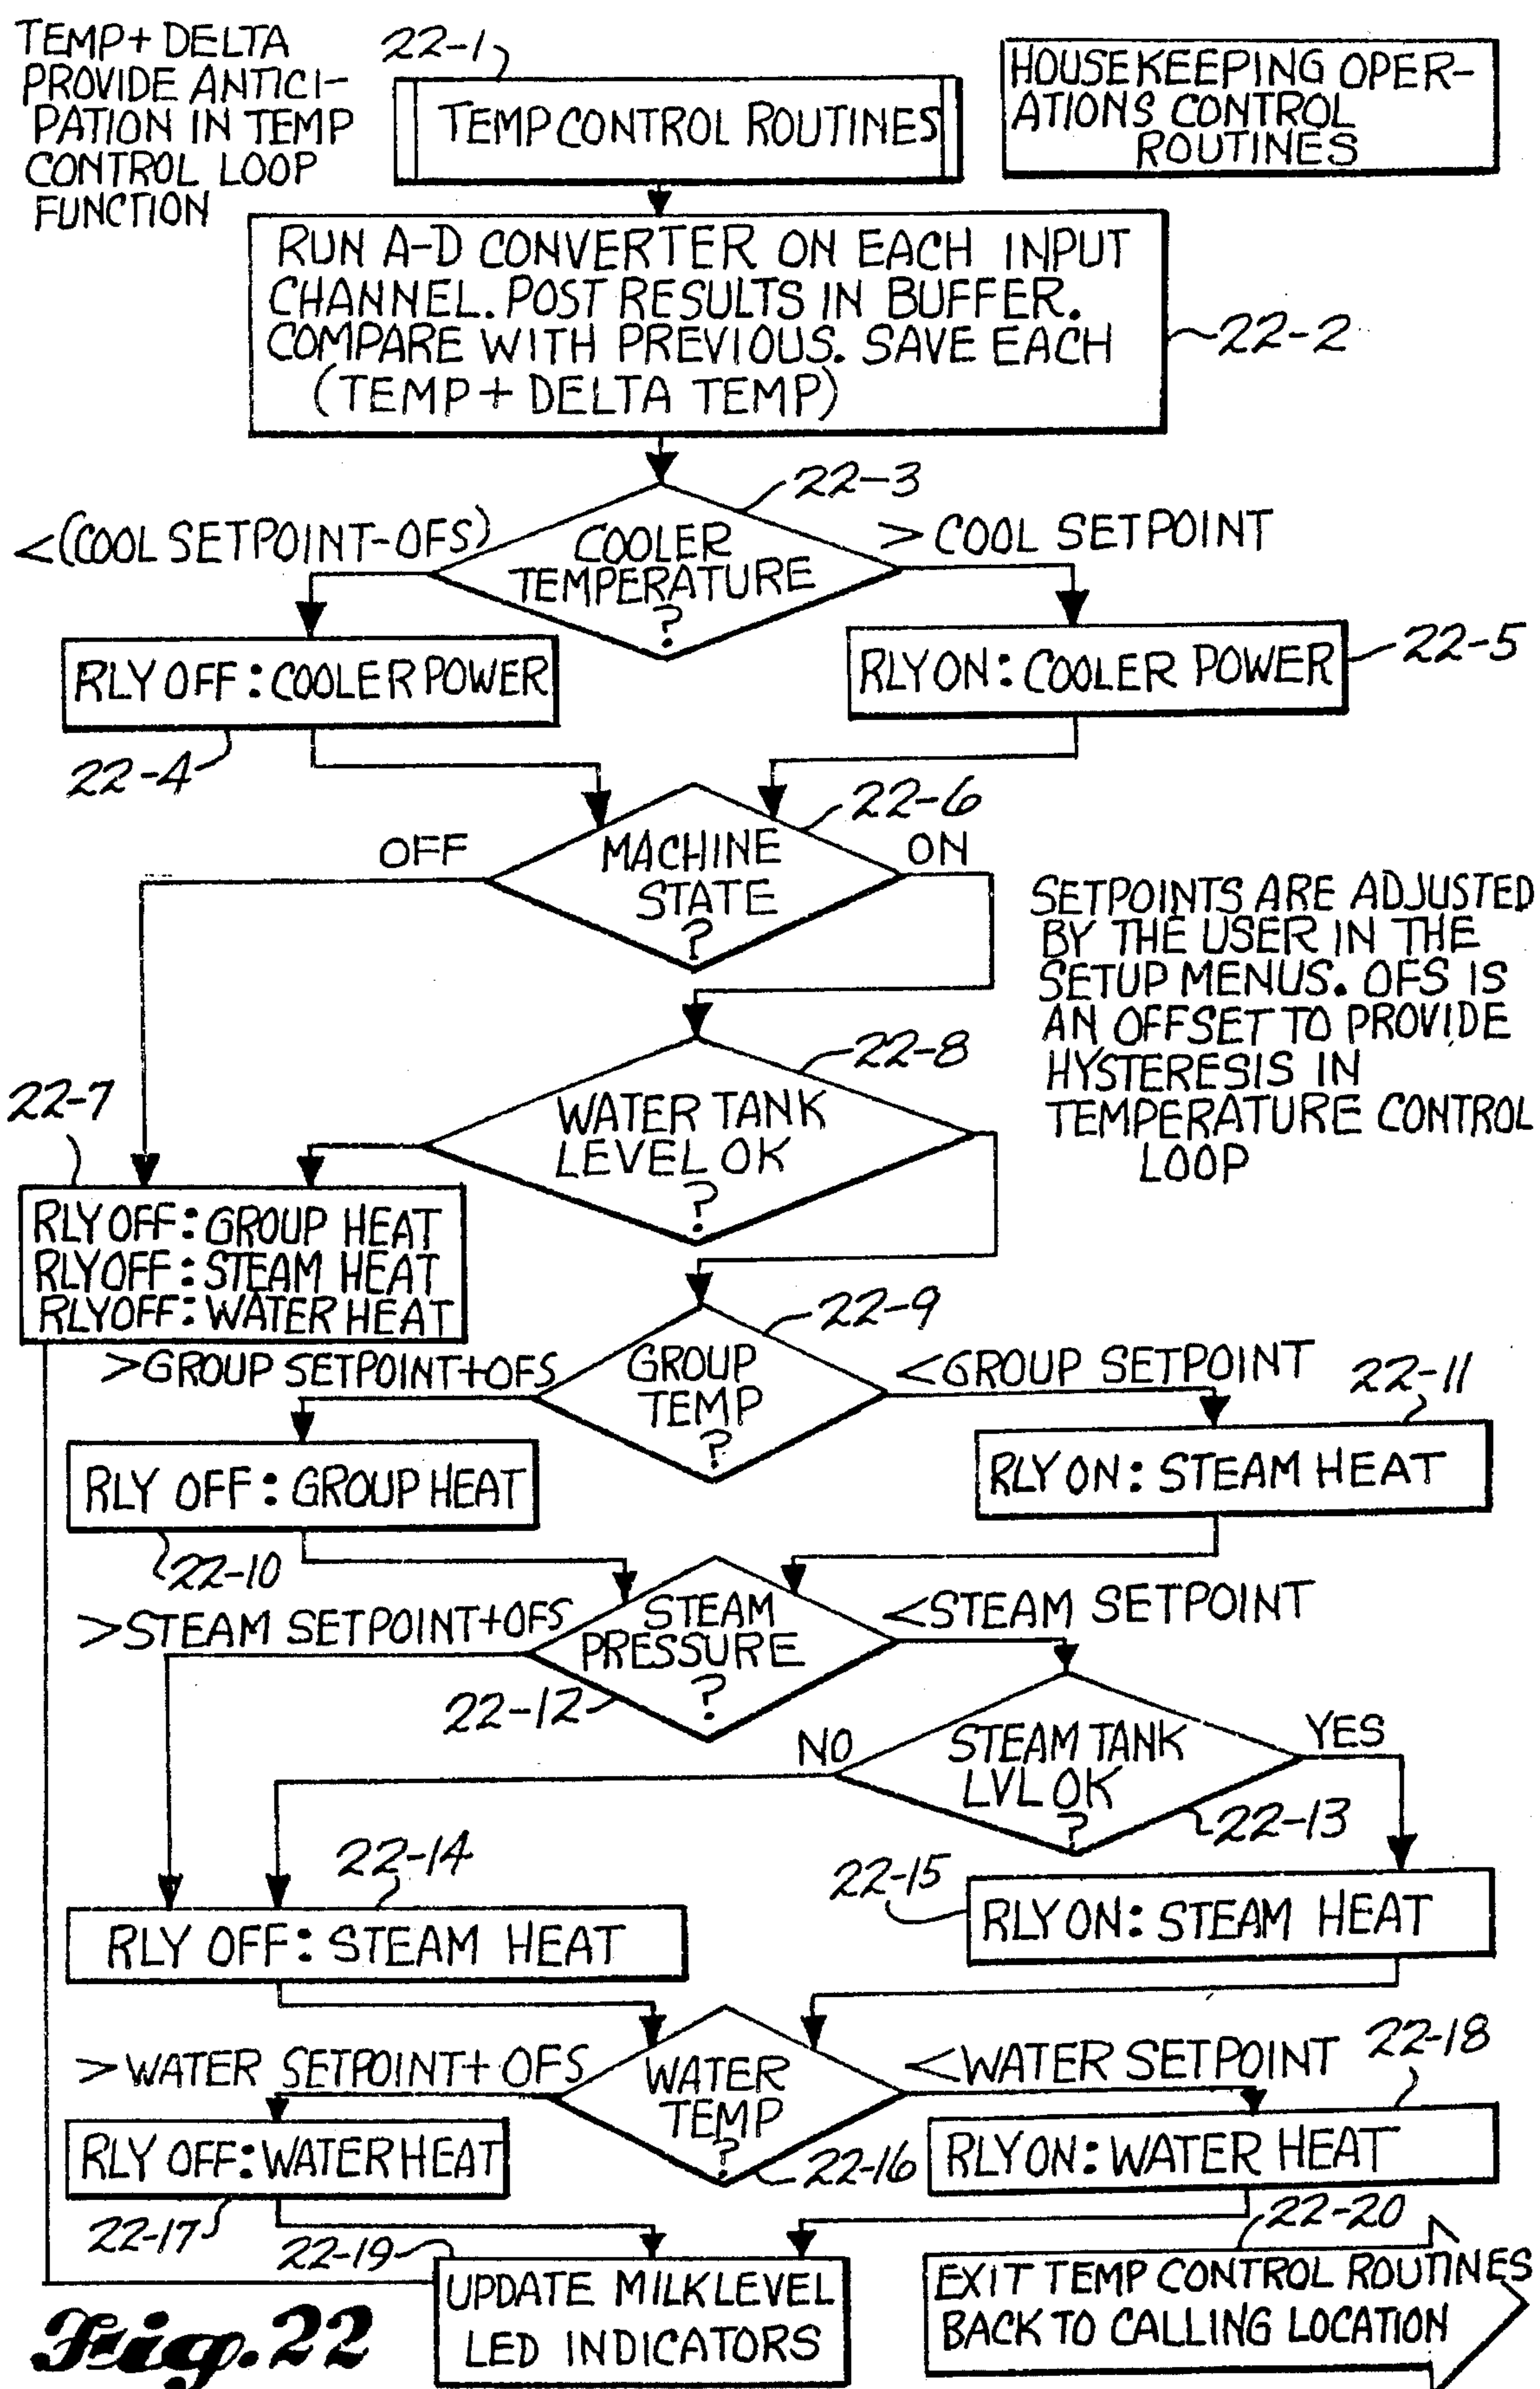 TEMP+ DELTA
PROVIDE ANTICI-
PATION IN TEMP
CONTROL LOOP
FUNCTION
22-1
TEMP CONTROL ROUTINES
HOUSEKEEPING OPER-
ATIONS CONTROL
ROUTINES
RUN A-D CONVERTER ON EACH INPUT
CHANNEL. POST RESULTS IN BUFFER.
COMPARE WITH PREVIOUS. SAVE EACH
(TEMP + DELTA TEMP)
22-2
22-3
<(COOL SETPOINT-OFS)
COOLER
TEMPERATURE
?
> COOL SETPOINT
RLY OFF: COOLER POWER
22-4
RLY ON: COOLER POWER
22-5
22-6
OFF
MACHINE
STATE
?
ON
SETPOINTS ARE ADJUSTED
BY THE USER IN THE
SETUP MENUS. OFS IS
AN OFFSET TO PROVIDE
HYSTERESIS IN
TEMPERATURE CONTROL
LOOP
22-8
WATER TANK
LEVEL OK
?
22-7
RLY OFF: GROUP HEAT
RLY OFF: STEAM HEAT
RLY OFF: WATER HEAT
22-9
>GROUP SETPOINT+OFS
GROUP
TEMP
?
<GROUP SETPOINT
22-11
RLY OFF: GROUP HEAT
22-10
RLY ON: STEAM HEAT
>STEAM SETPOINT+OFS
STEAM
PRESSURE
?
<STEAM SETPOINT
22-12
NO
STEAM TANK
LVL OK
?
YES
22-13
22-14
RLY OFF: STEAM HEAT
22-15
RLY ON: STEAM HEAT
>WATER SETPOINT+ OFS
WATER
TEMP
?
<WATER SETPOINT
22-18
22-16
RLY OFF: WATER HEAT
22-17
RLY ON: WATER HEAT
22-19
UPDATE MILK LEVEL
LED INDICATORS
22-20
EXIT TEMP CONTROL ROUTINES
BACK TO CALLING LOCATION
Fig. 22